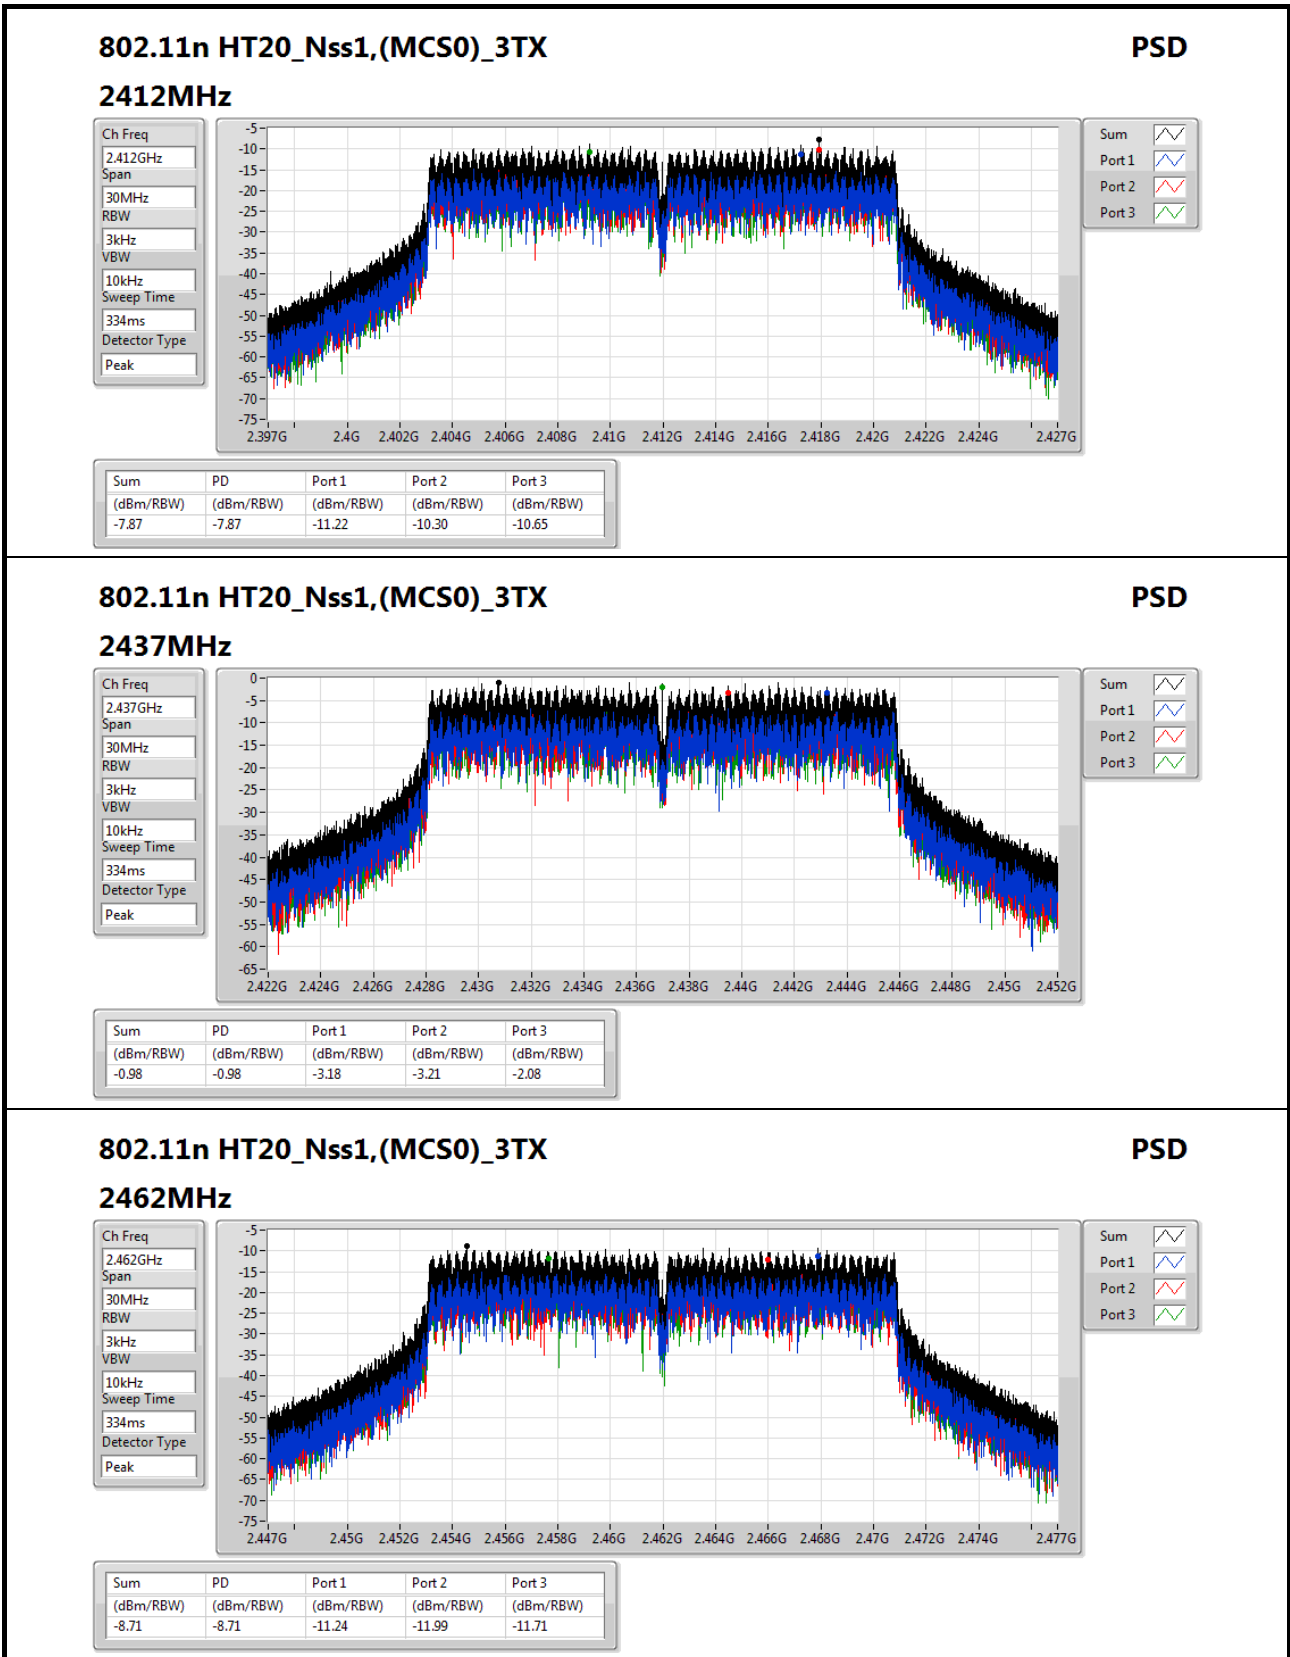 802.11n HT20_Nss1,(MCS0)_3TX PSD
2412MHz
Ch Freq
2.412GHz
Span
30MHz
RBW
3kHz
VBW
10kHz
Sweep Time
334ms
Detector Type
Peak
-5
-10
-15
-20
-25
-30
-35
-40
-45
-50
-55
-60
-65
-70
-75
2.397G 2.4G 2.402G 2.404G 2.406G 2.408G 2.41G 2.412G 2.414G 2.416G 2.418G 2.42G 2.422G 2.424G 2.427G
Sum
Port 1
Port 2
Port 3
Sum PD Port 1 Port 2 Port 3
(dBm/RBW) (dBm/RBW) (dBm/RBW) (dBm/RBW) (dBm/RBW)
-7.87 -7.87 -11.22 -10.30 -10.65
802.11n HT20_Nss1,(MCS0)_3TX PSD
2437MHz
Ch Freq
2.437GHz
Span
30MHz
RBW
3kHz
VBW
10kHz
Sweep Time
334ms
Detector Type
Peak
0
-5
-10
-15
-20
-25
-30
-35
-40
-45
-50
-55
-60
-65
2.422G 2.424G 2.426G 2.428G 2.43G 2.432G 2.434G 2.436G 2.438G 2.44G 2.442G 2.444G 2.446G 2.448G 2.45G 2.452G
Sum
Port 1
Port 2
Port 3
Sum PD Port 1 Port 2 Port 3
(dBm/RBW) (dBm/RBW) (dBm/RBW) (dBm/RBW) (dBm/RBW)
-0.98 -0.98 -3.18 -3.21 -2.08
802.11n HT20_Nss1,(MCS0)_3TX PSD
2462MHz
Ch Freq
2.462GHz
Span
30MHz
RBW
3kHz
VBW
10kHz
Sweep Time
334ms
Detector Type
Peak
-5
-10
-15
-20
-25
-30
-35
-40
-45
-50
-55
-60
-65
-70
-75
2.447G 2.45G 2.452G 2.454G 2.456G 2.458G 2.46G 2.462G 2.464G 2.466G 2.468G 2.47G 2.472G 2.474G 2.477G
Sum
Port 1
Port 2
Port 3
Sum PD Port 1 Port 2 Port 3
(dBm/RBW) (dBm/RBW) (dBm/RBW) (dBm/RBW) (dBm/RBW)
-8.71 -8.71 -11.24 -11.99 -11.71